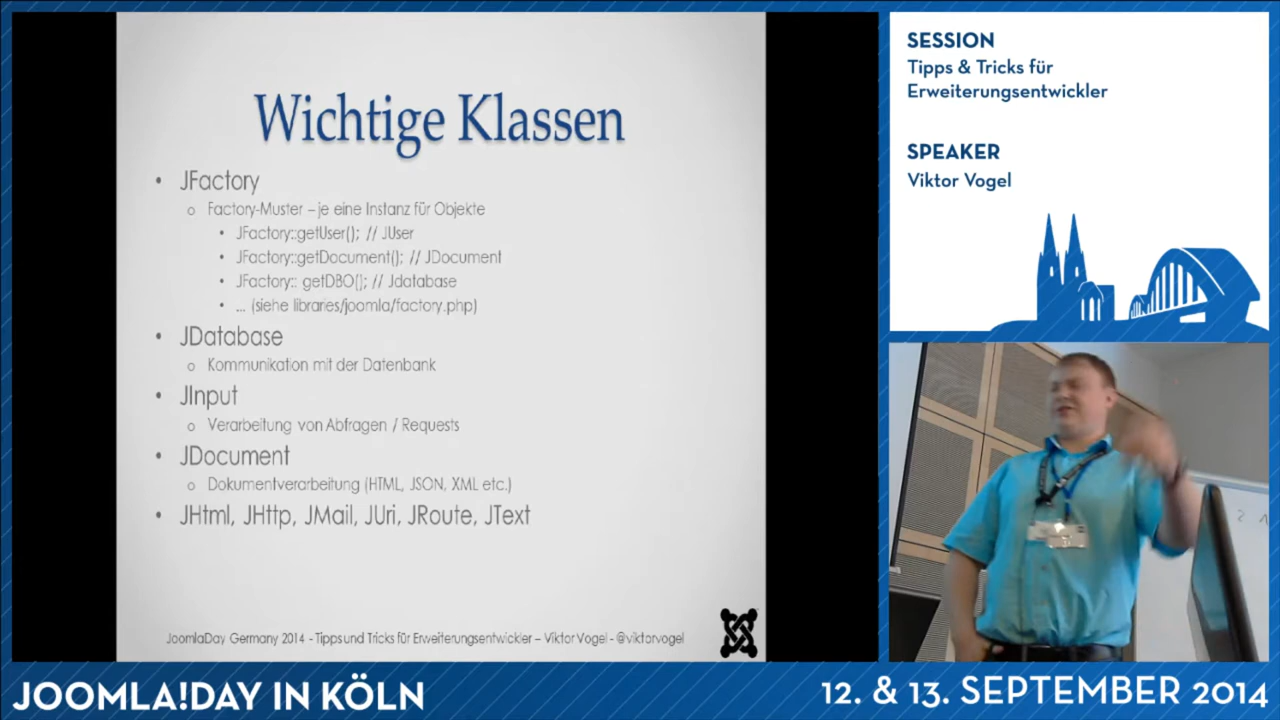 Wichtige Klassen
• JFactory
o Factory-Muster – je eine Instanz für Objekte
• JFactory::getUser(); // JUser
• JFactory::getDocument(); // JDocument
• JFactory:: getDBO(); // Jdatabase
• ... (siehe libraries/joomla/factory.php)
• JDatabase
o Kommunikation mit der Datenbank
• JInput
o Verarbeitung von Abfragen / Requests
• JDocument
o Dokumentverarbeitung (HTML, JSON, XML etc.)
• JHtml, JHttp, JMail, JUri, JRoute, JText
JoomlaDay Germany 2014 - Tipps und Tricks für Erweiterungsentwickler – Viktor Vogel - @viktorvogel
SESSION
Tipps & Tricks für
Erweiterungsentwickler
SPEAKER
Viktor Vogel
JOOMLA!DAY IN KÖLN
12. & 13. SEPTEMBER 2014